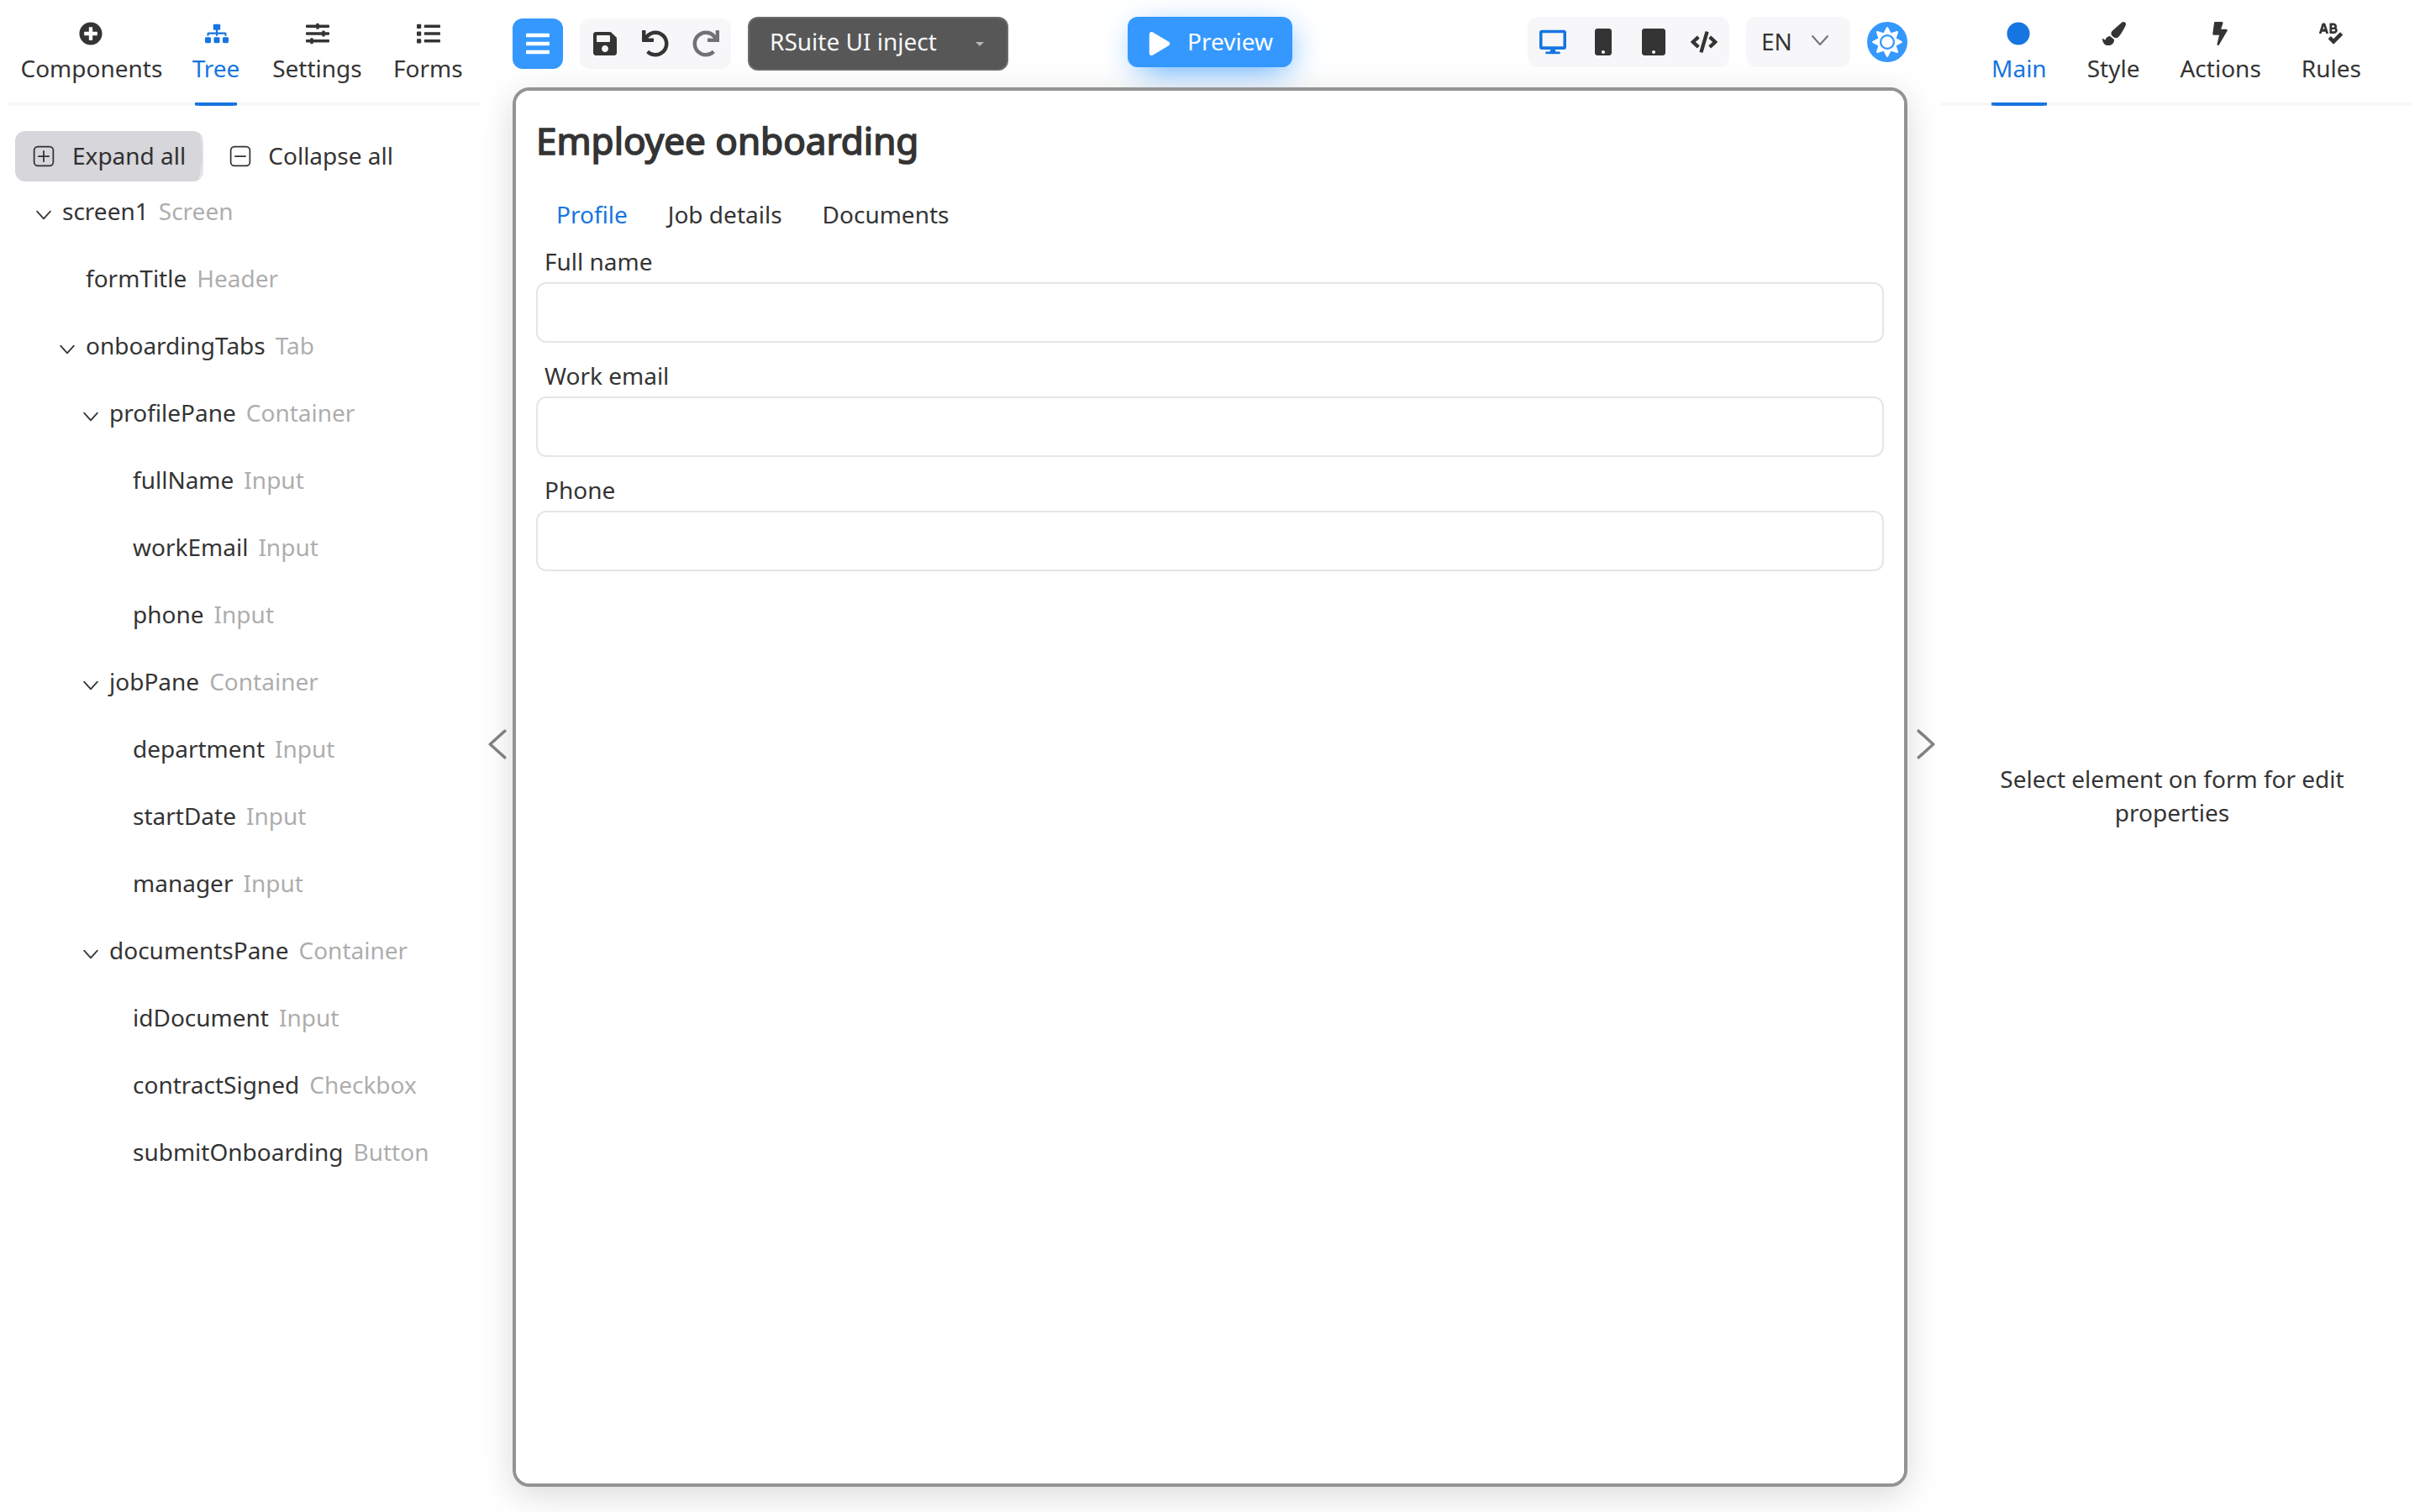 Components Tree Settings Forms
RSuite UI inject
Preview
EN
Main Style Actions Rules
Expand all Collapse all
screen1 Screen
formTitle Header
onboardingTabs Tab
profilePane Container
fullName Input
workEmail Input
phone Input
jobPane Container
department Input
startDate Input
manager Input
documentsPane Container
idDocument Input
contractSigned Checkbox
submitOnboarding Button
Employee onboarding
Profile Job details Documents
Full name
Work email
Phone
Select element on form for edit
properties